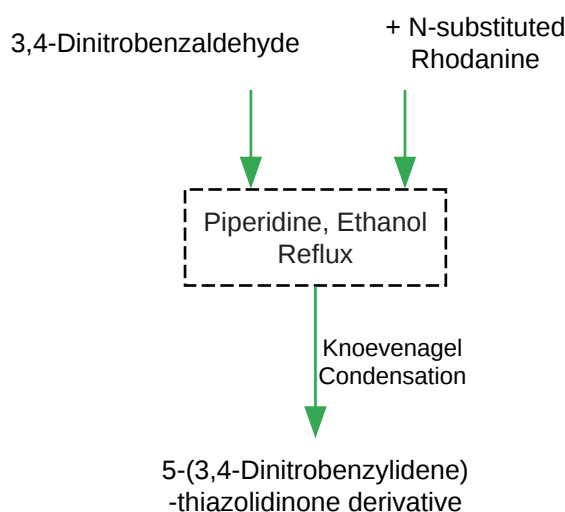 3,4-Dinitrobenzaldehyde
+ N-substituted
Rhodanine
Piperidine, Ethanol
Reflux
Knoevenagel
Condensation
5-(3,4-Dinitrobenzylidene)
-thiazolidinone derivative